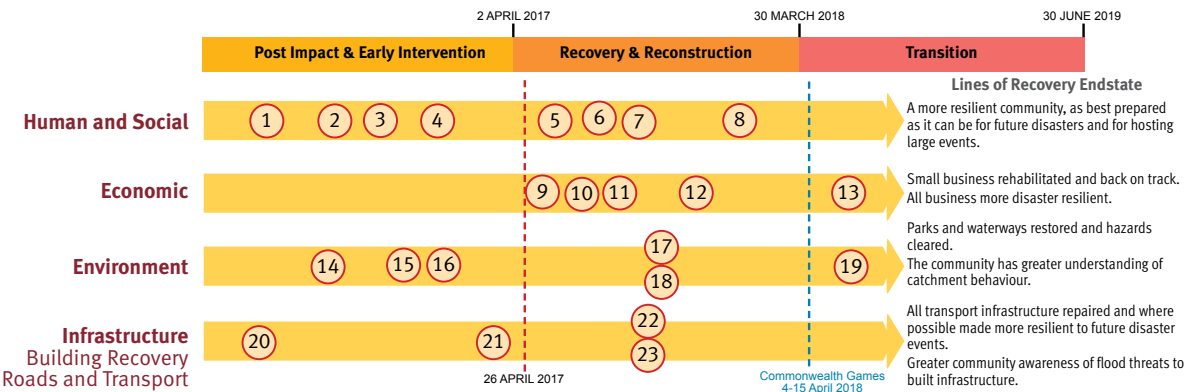 2 APRIL 2017
30 MARCH 2018
30 JUNE 2019
Post Impact & Early Intervention
Recovery & Reconstruction
Transition
Lines of Recovery Endstate
Human and Social
1
2
3
4
5
6
7
8
A more resilient community, as best prepared
as it can be for future disasters and for hosting
large events.
Economic
9
10
11
12
13
Small business rehabilitated and back on track.
All business more disaster resilient.
Environment
14
15
16
17
18
19
Parks and waterways restored and hazards
cleared.
The community has greater understanding of
catchment behaviour.
Infrastructure
Building Recovery
Roads and Transport
20
21
22
23
All transport infrastructure repaired and where
possible made more resilient to future disaster
events.
Greater community awareness of flood threats to
built infrastructure.
26 APRIL 2017
Commonwealth Games
4-15 April 2018